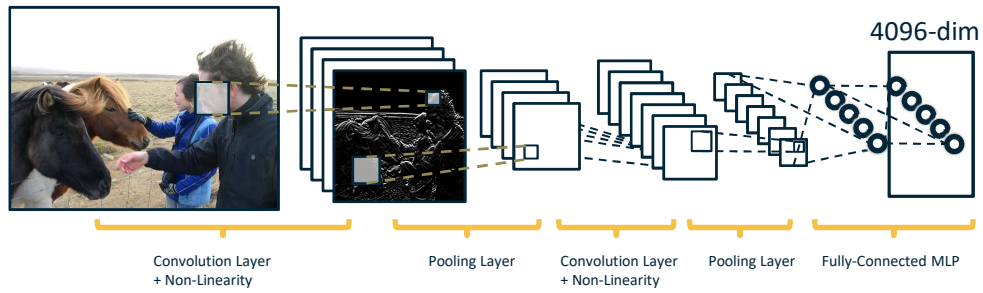 4096-dim
Convolution Layer
+ Non-Linearity
Pooling Layer
Convolution Layer
+ Non-Linearity
Pooling Layer
Fully-Connected MLP